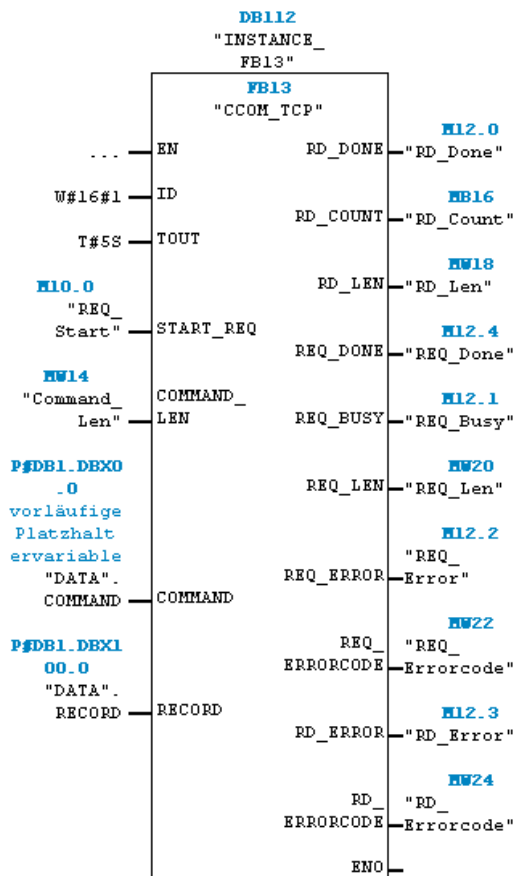 DB112
"INSTANCE_
FB13"
FB13
"CCOM_TCP"
... EN
W#16#1 ID
T#5S TOUT
M10.0
"REQ_
Start" START_REQ
MW14
"Command_ COMMAND_
Len" LEN
P#DB1.DBX0
.0
vorläufige
Platzhalt
ervariable
"DATA".
COMMAND COMMAND
P#DB1.DBX1
00.0
"DATA".
RECORD RECORD
M12.0
RD_DONE "RD_Done"
MB16
RD_COUNT "RD_Count"
MW18
RD_LEN "RD_Len"
M12.4
REQ_DONE "REQ_Done"
M12.1
REQ_BUSY "REQ_Busy"
MW20
REQ_LEN "REQ_Len"
M12.2
"REQ_
REQ_ERROR Error"
MW22
REQ_ "REQ_
ERRORCODE Errorcode"
M12.3
RD_ERROR "RD_Error"
MW24
RD_ "RD_
ERRORCODE Errorcode"
ENO